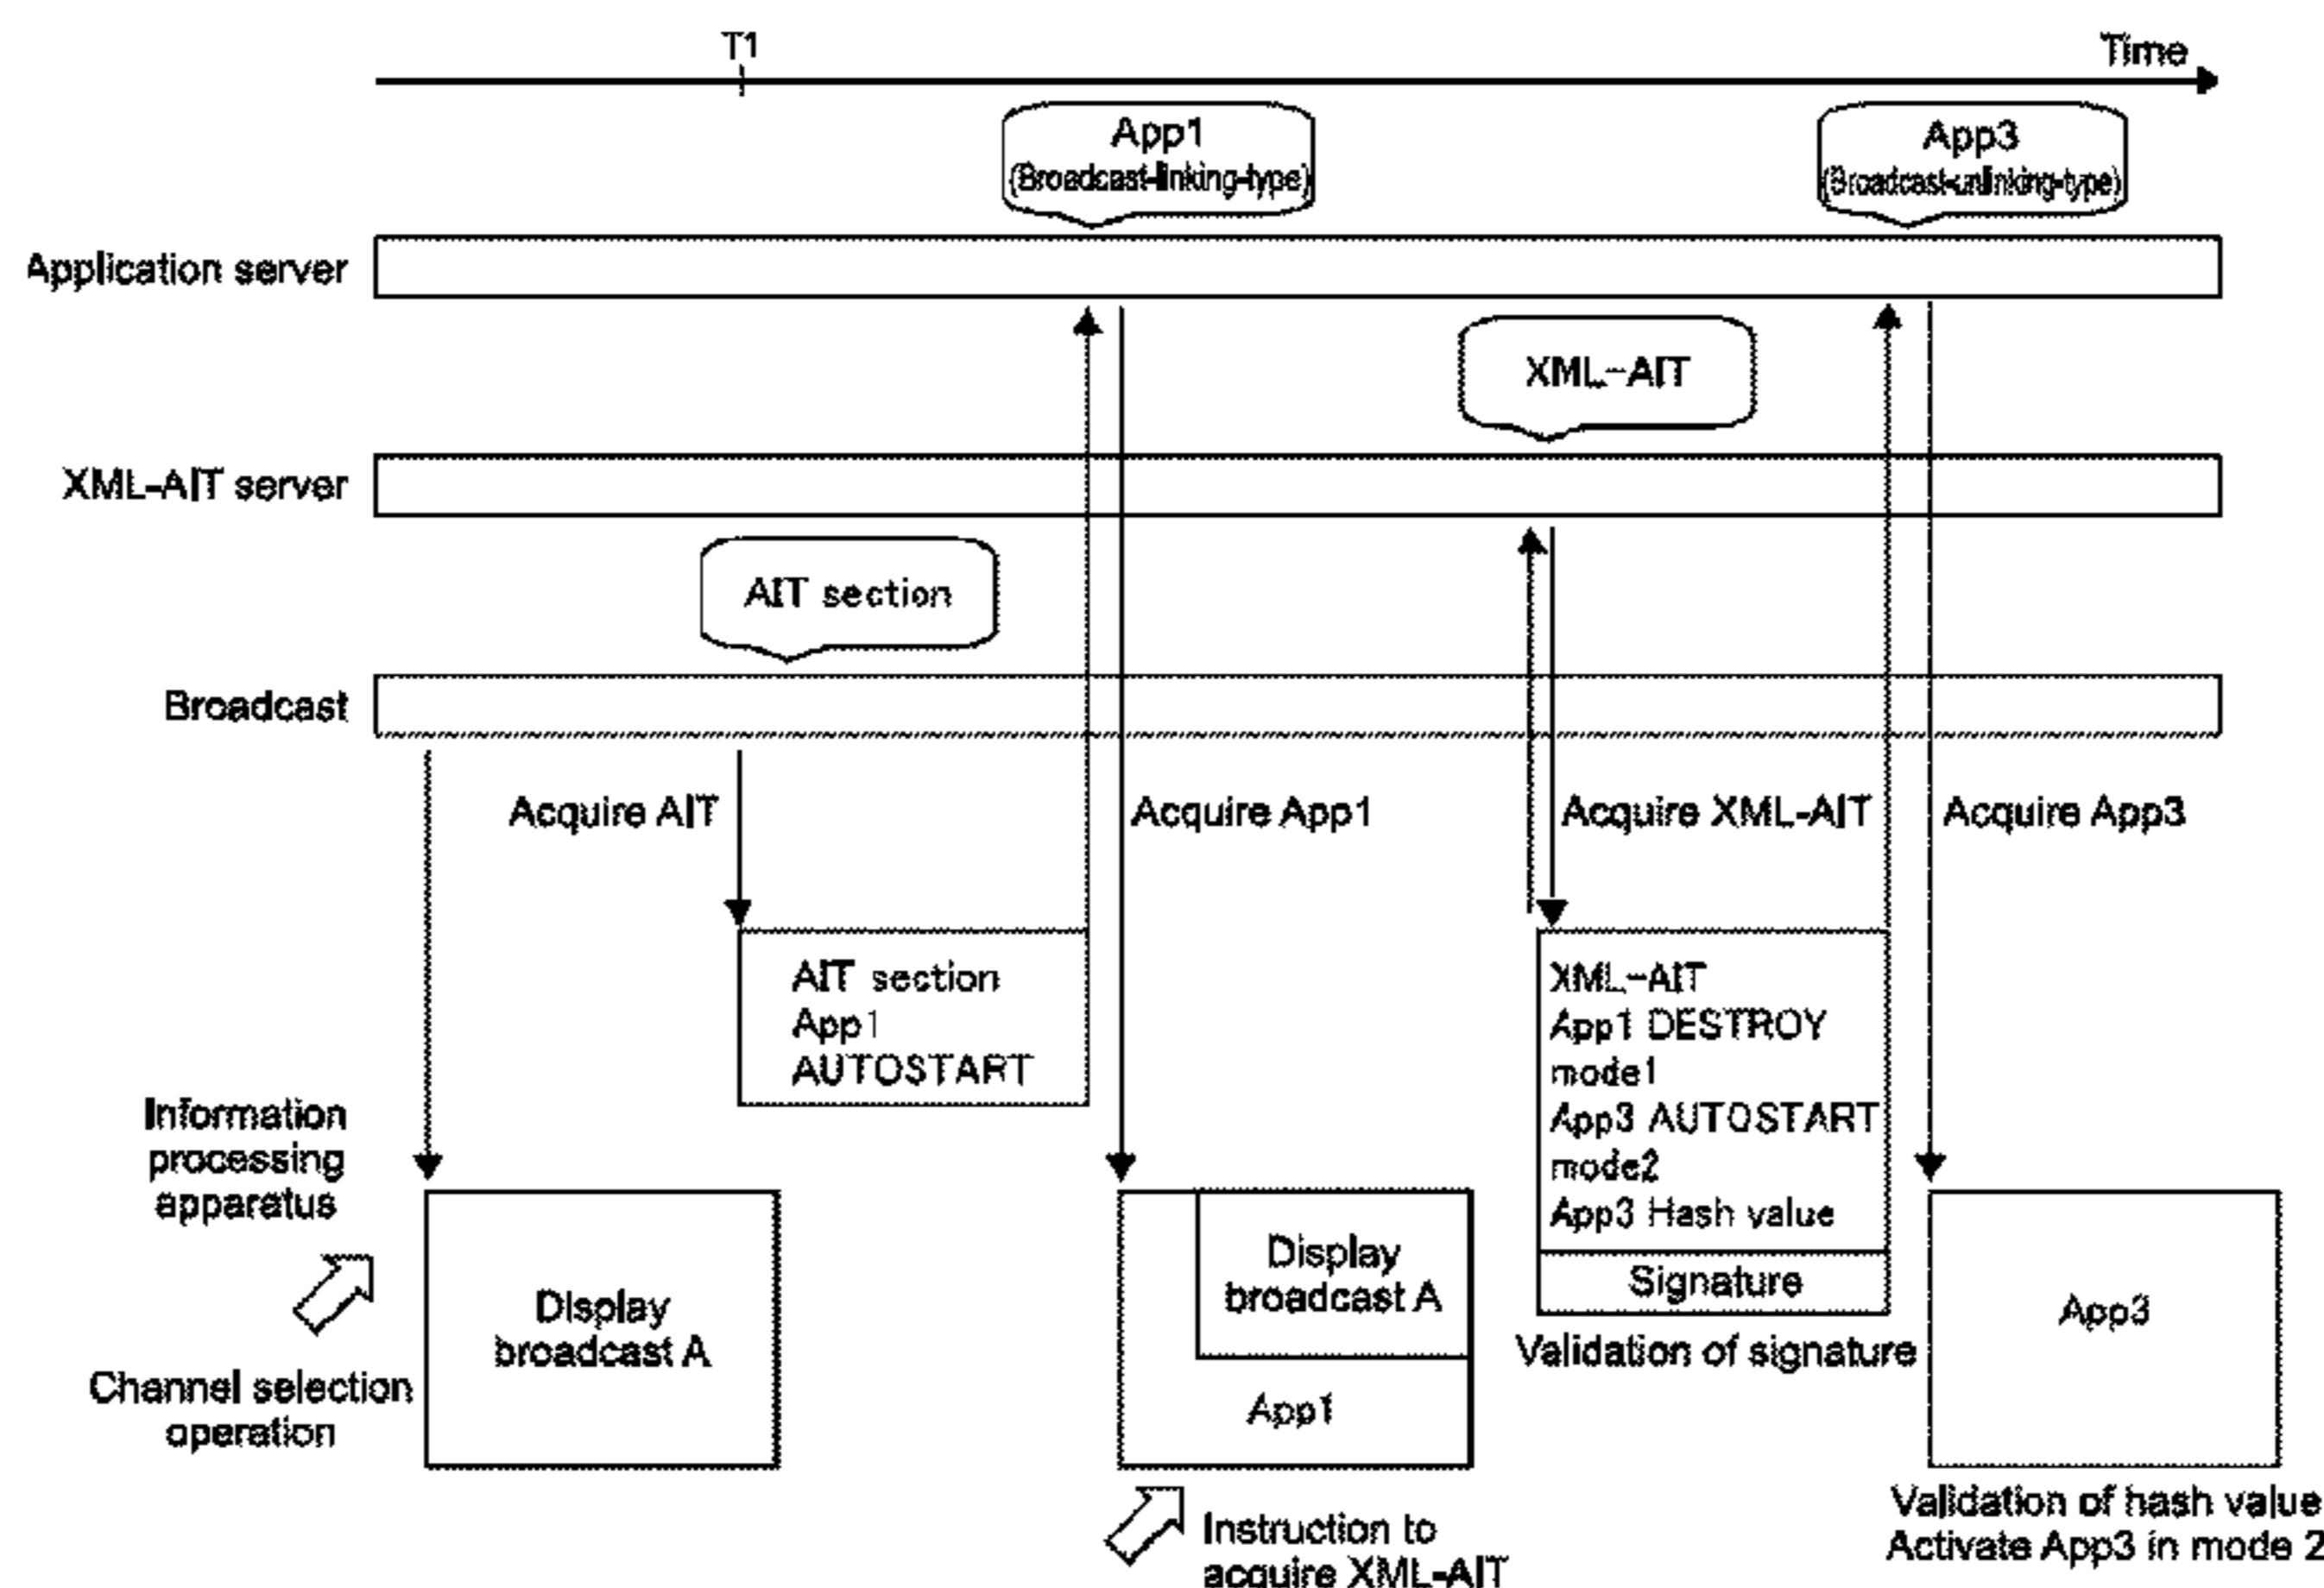 T1
Time
App1
(Broadcast-linking-type)
App3
(Broadcast-unlinking-type)
Application server
XML-AIT
XML-AIT server
AIT section
Broadcast
Acquire AIT
Acquire App1
Acquire XML-AIT
Acquire App3
AIT section
App1
AUTOSTART
XML-AIT
App1 DESTROY
mode1
App3 AUTOSTART
mode2
App3 Hash value
Signature
Validation of signature
Information
processing
apparatus
Channel selection
operation
Display
broadcast A
Display
broadcast A
App1
Instruction to
acquire XML-AIT
App3
Validation of hash value
Activate App3 in mode 2